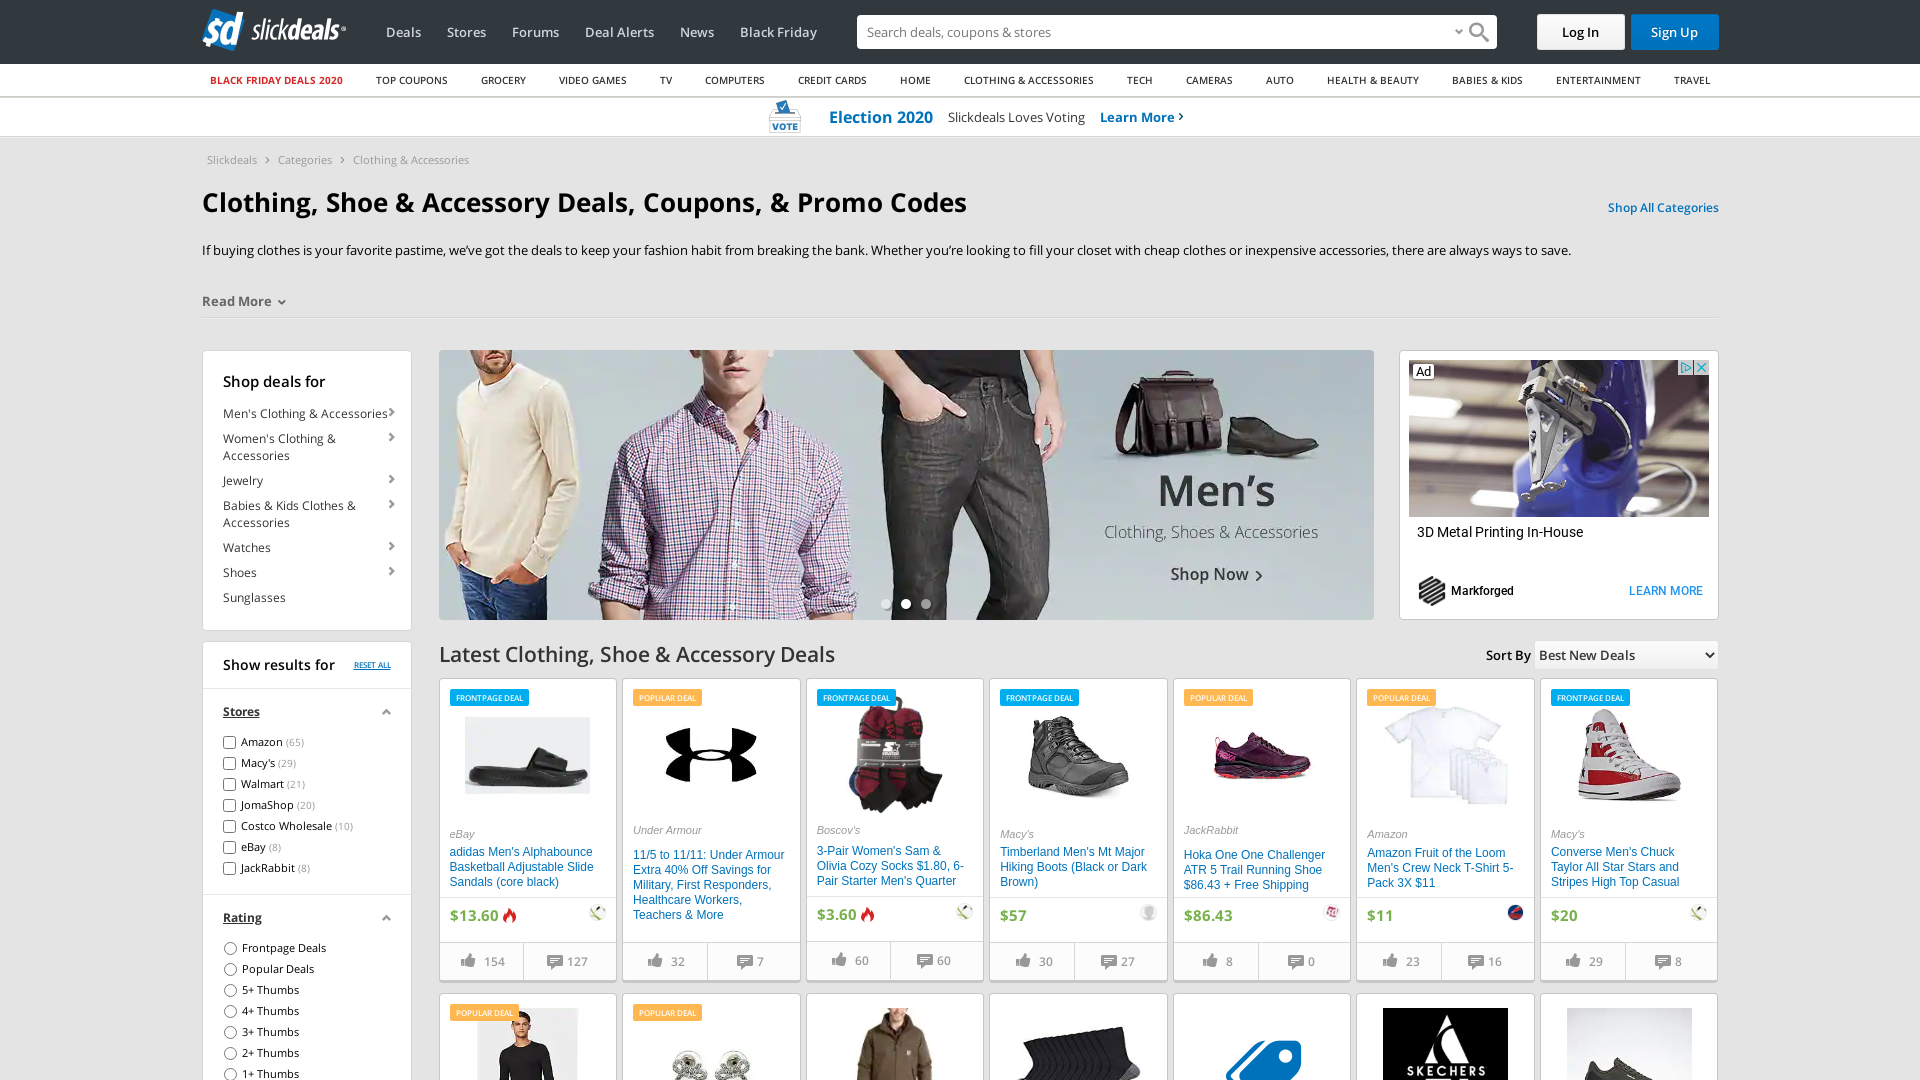 slickdeals
Deals
Stores
Forums
Deal Alerts
News
Black Friday
Search deals, coupons & stores
Log In
Sign Up
BLACK FRIDAY DEALS 2020
TOP COUPONS
GROCERY
VIDEO GAMES
TV
COMPUTERS
CREDIT CARDS
HOME
CLOTHING & ACCESSORIES
TECH
CAMERAS
AUTO
HEALTH & BEAUTY
BABIES & KIDS
ENTERTAINMENT
TRAVEL
VOTE
Election 2020
Slickdeals Loves Voting
Learn More
Slickdeals
Categories
Clothing & Accessories
Clothing, Shoe & Accessory Deals, Coupons, & Promo Codes
Shop All Categories
If buying clothes is your favorite pastime, we’ve got the deals to keep your fashion habit from breaking the bank. Whether you’re looking to fill your closet with cheap clothes or inexpensive accessories, there are always ways to save.
Read More
Shop deals for
Men's Clothing & Accessories
Women's Clothing &
Accessories
Jewelry
Babies & Kids Clothes &
Accessories
Watches
Shoes
Sunglasses
Men’s
Clothing, Shoes & Accessories
Shop Now
Ad
3D Metal Printing In-House
Markforged
LEARN MORE
Show results for
RESET ALL
Stores
Amazon (65)
Macy's (29)
Walmart (21)
JomaShop (20)
Costco Wholesale (10)
eBay (8)
JackRabbit (8)
Rating
Frontpage Deals
Popular Deals
5+ Thumbs
4+ Thumbs
3+ Thumbs
2+ Thumbs
1+ Thumbs
Latest Clothing, Shoe & Accessory Deals
Sort By
Best New Deals
FRONTPAGE DEAL
eBay
adidas Men's Alphabounce
Basketball Adjustable Slide
Sandals (core black)
$13.60
154
127
POPULAR DEAL
Under Armour
11/5 to 11/11: Under Armour
Extra 40% Off Savings for
Military, First Responders,
Healthcare Workers,
Teachers & More
32
7
FRONTPAGE DEAL
Boscov's
3-Pair Women's Sam &
Olivia Cozy Socks $1.80, 6-
Pair Starter Men's Quarter
$3.60
60
60
FRONTPAGE DEAL
Macy's
Timberland Men's Mt Major
Hiking Boots (Black or Dark
Brown)
$57
30
27
POPULAR DEAL
JackRabbit
Hoka One One Challenger
ATR 5 Trail Running Shoe
$86.43 + Free Shipping
$86.43
8
0
POPULAR DEAL
Amazon
Amazon Fruit of the Loom
Men's Crew Neck T-Shirt 5-
Pack 3X $11
$11
23
16
FRONTPAGE DEAL
Macy's
Converse Men's Chuck
Taylor All Star Stars and
Stripes High Top Casual
$20
29
8
POPULAR DEAL
POPULAR DEAL
SKECHERS